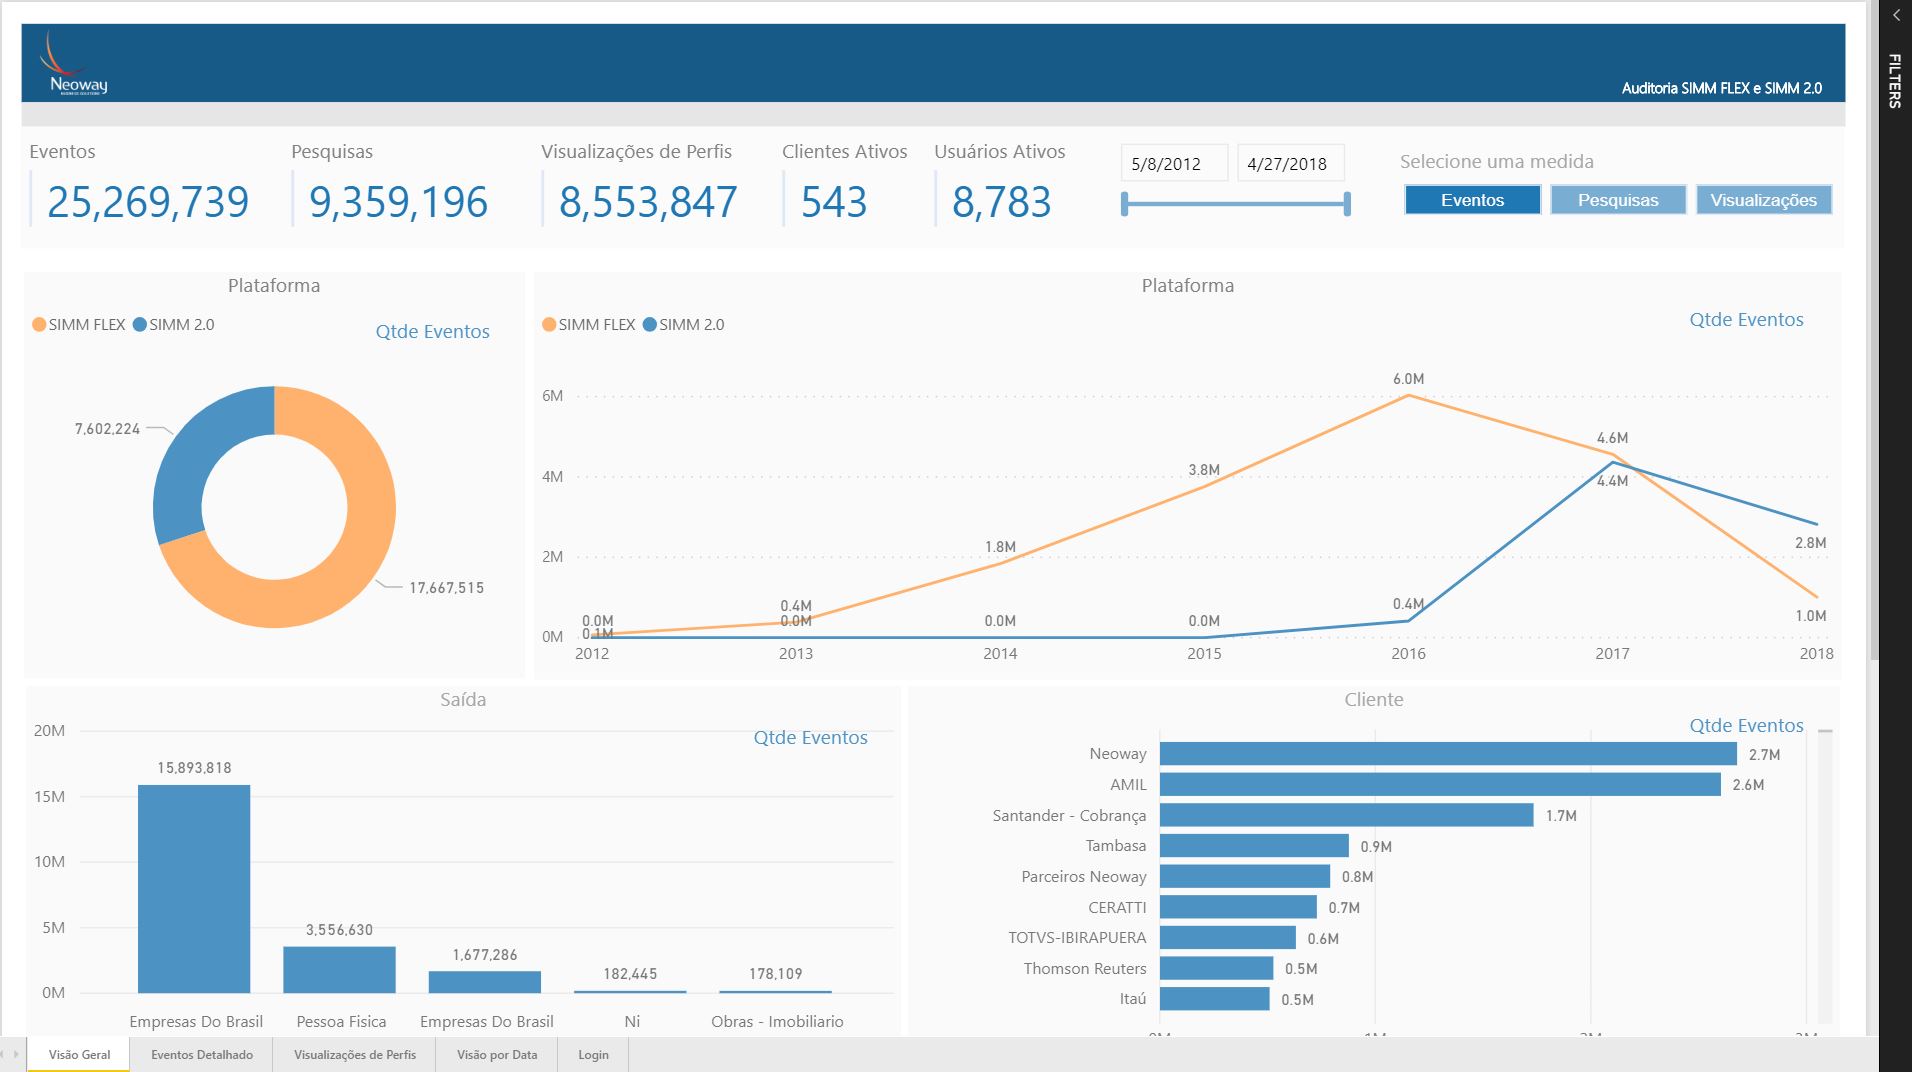 Neoway
BUSINESS SOLUTIONS
Auditoria SIMM FLEX e SIMM 2.0
FILTERS
Eventos
25,269,739
Pesquisas
9,359,196
Visualizações de Perfis
8,553,847
Clientes Ativos
543
Usuários Ativos
8,783
5/8/2012
4/27/2018
Selecione uma medida
Eventos
Pesquisas
Visualizações
Plataforma
SIMM FLEX
SIMM 2.0
Qtde Eventos
7,602,224
17,667,515
Plataforma
SIMM FLEX
SIMM 2.0
Qtde Eventos
6M
4M
2M
0M
0.0M
0.1M
0.4M
0.0M
1.8M
0.0M
3.8M
0.0M
6.0M
0.4M
4.6M
4.4M
2.8M
1.0M
2012
2013
2014
2015
2016
2017
2018
Saída
Qtde Eventos
20M
15M
10M
5M
0M
15,893,818
3,556,630
1,677,286
182,445
178,109
Empresas Do Brasil
Pessoa Fisica
Empresas Do Brasil
Ni
Obras - Imobiliario
Cliente
Qtde Eventos
Neoway
2.7M
AMIL
2.6M
Santander - Cobrança
1.7M
Tambasa
0.9M
Parceiros Neoway
0.8M
CERATTI
0.7M
TOTVS-IBIRAPUERA
0.6M
Thomson Reuters
0.5M
Itaú
0.5M
Visão Geral
Eventos Detalhado
Visualizações de Perfis
Visão por Data
Login